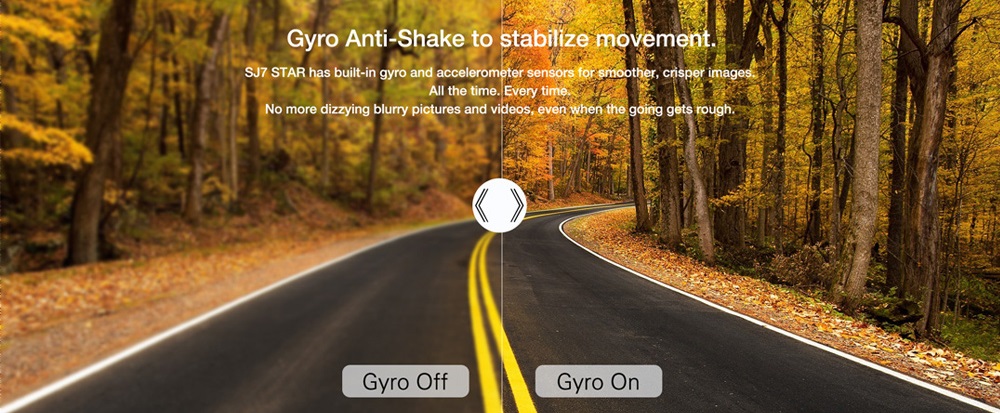 Gyro Anti-Shake to stabilize movement.
SJ7 STAR has built-in gyro and accelerometer sensors for smoother, crisper images.
All the time. Every time.
No more dizzying blurry pictures and videos, even when the going gets rough.
Gyro Off
Gyro On